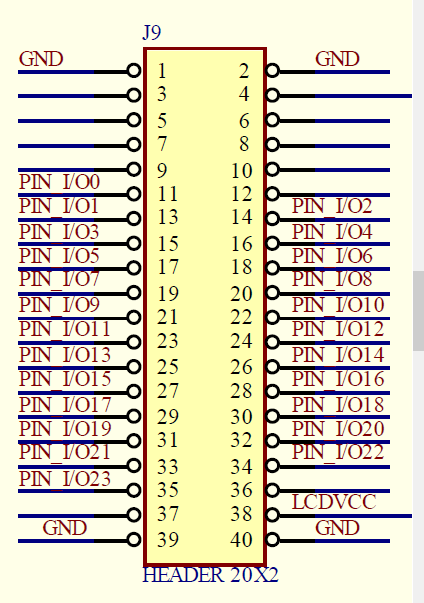 J9
GND GND
1 2
3 4
5 6
7 8
9 10
PIN_I/O0
11 12
PIN_I/O1 PIN_I/O2
13 14
PIN_I/O3 PIN_I/O4
15 16
PIN_I/O5 PIN_I/O6
17 18
PIN_I/O7 PIN_I/O8
19 20
PIN_I/O9 PIN_I/O10
21 22
PIN_I/O11 PIN_I/O12
23 24
PIN_I/O13 PIN_I/O14
25 26
PIN_I/O15 PIN_I/O16
27 28
PIN_I/O17 PIN_I/O18
29 30
PIN_I/O19 PIN_I/O20
31 32
PIN_I/O21 PIN_I/O22
33 34
PIN_I/O23
35 36
LCDVCC
37 38
GND GND
39 40
HEADER 20X2